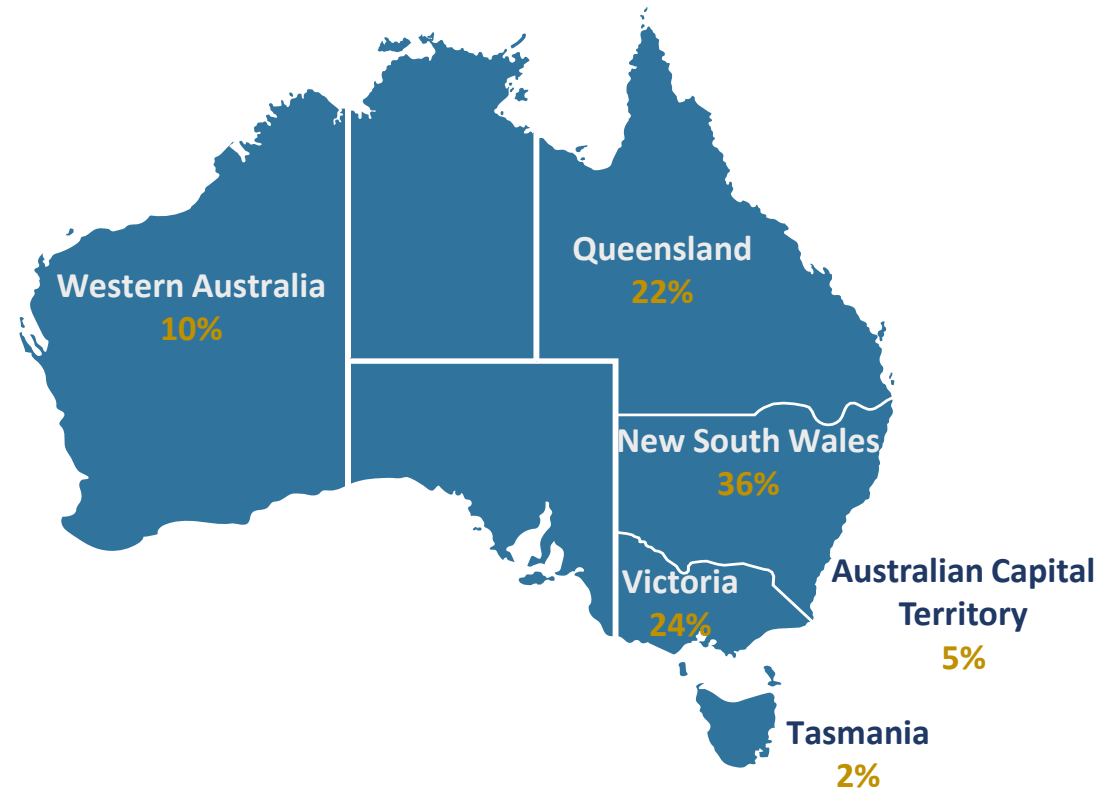 Queensland
22%
Western Australia
10%
New South Wales
36%
Victoria
24%
Australian Capital
Territory
5%
Tasmania
2%